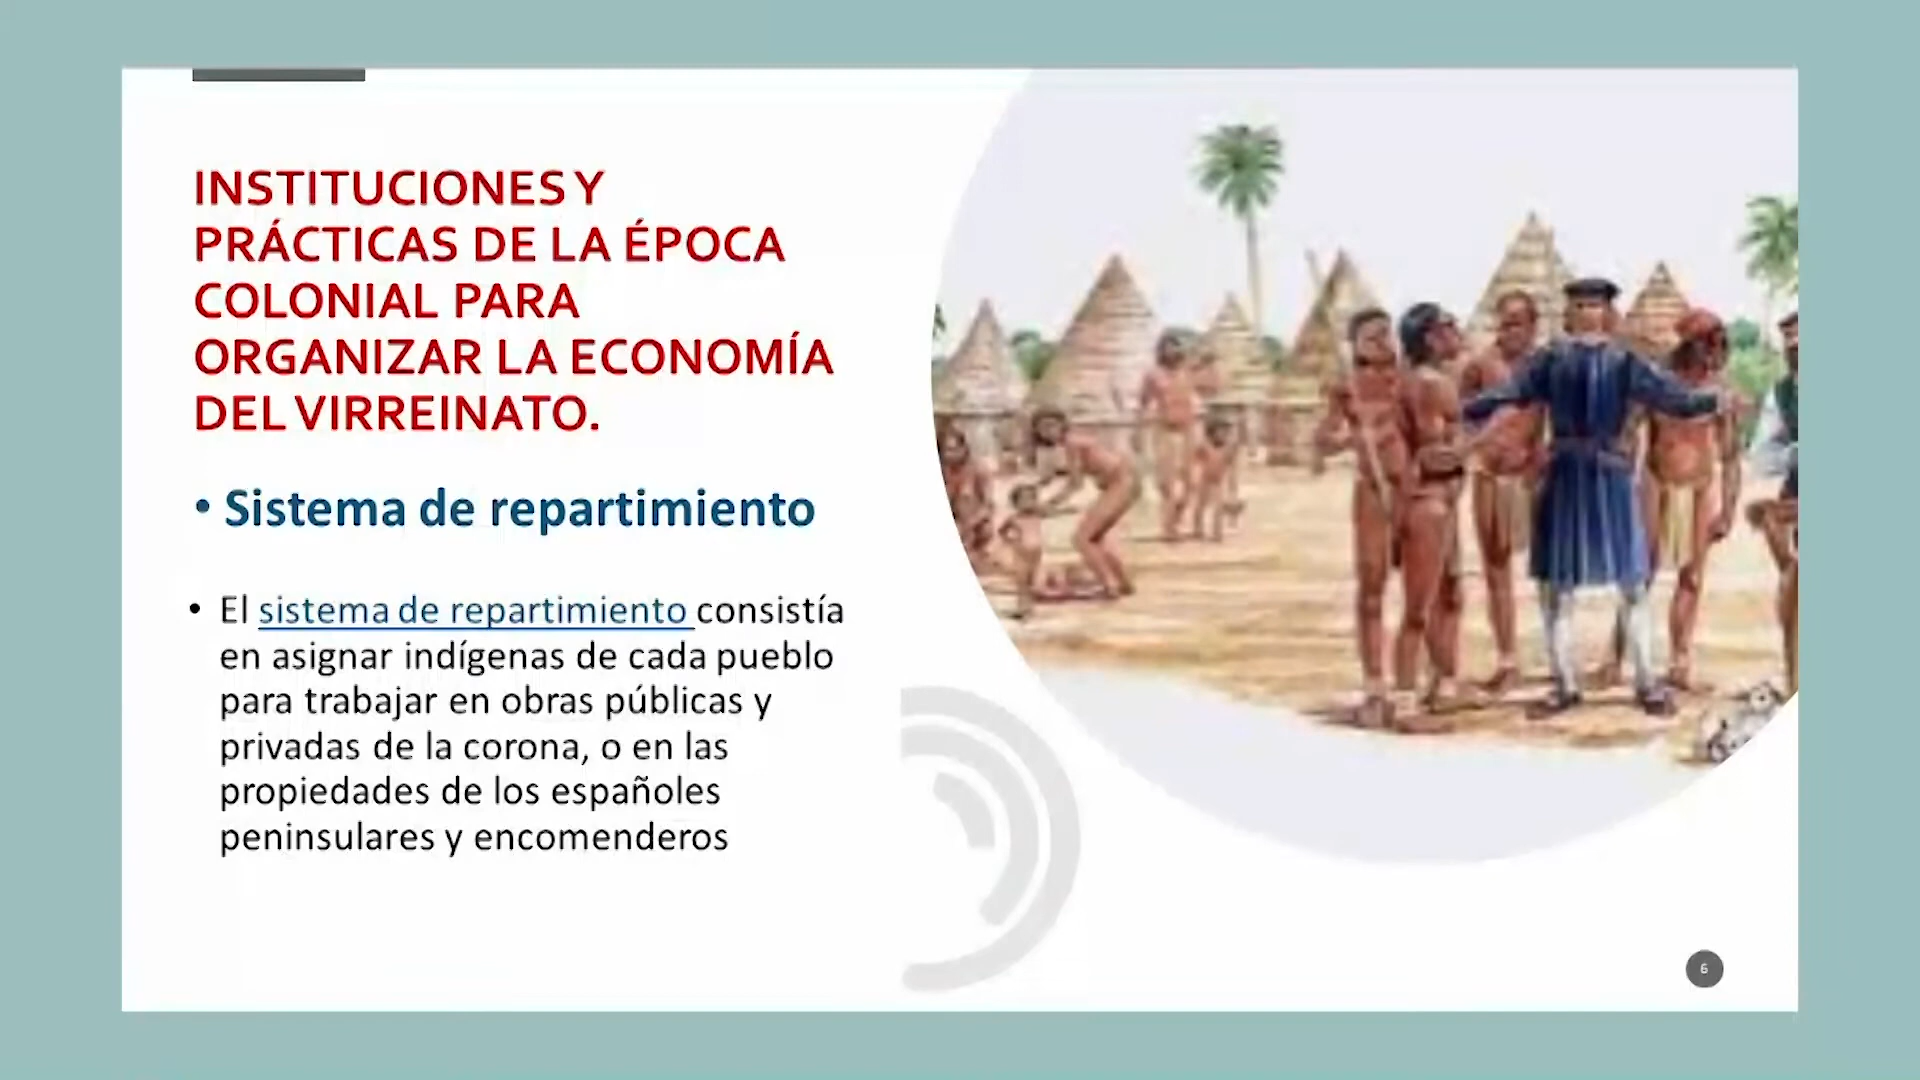 INSTITUCIONES Y
PRÁCTICAS DE LA ÉPOCA
COLONIAL PARA
ORGANIZAR LA ECONOMÍA
DEL VIRREINATO.
• Sistema de repartimiento
• El sistema de repartimiento consistía
en asignar indígenas de cada pueblo
para trabajar en obras públicas y
privadas de la corona, o en las
propiedades de los españoles
peninsulares y encomenderos
6